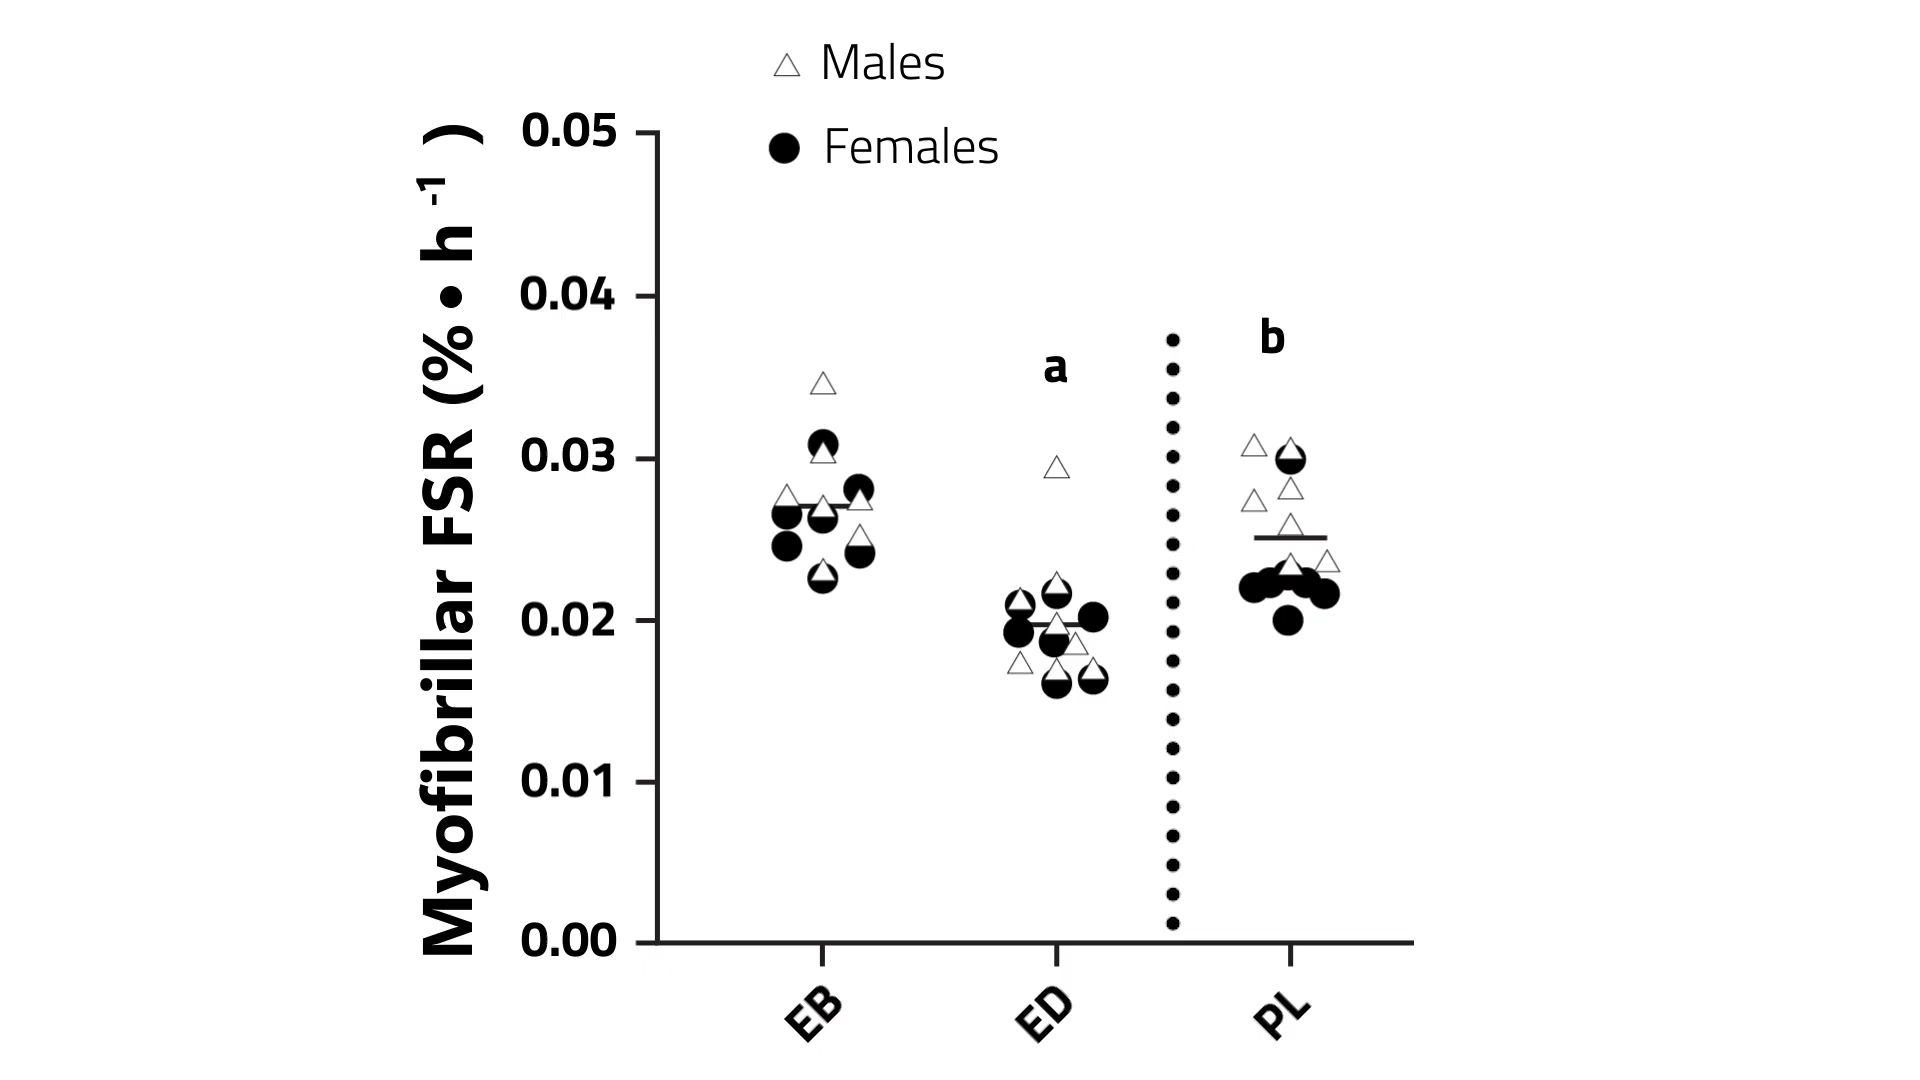 Males
Females
Myofibrillar FSR (% • h -1 )
0.05
0.04
0.03
0.02
0.01
0.00
a
b
EB
ED
PL